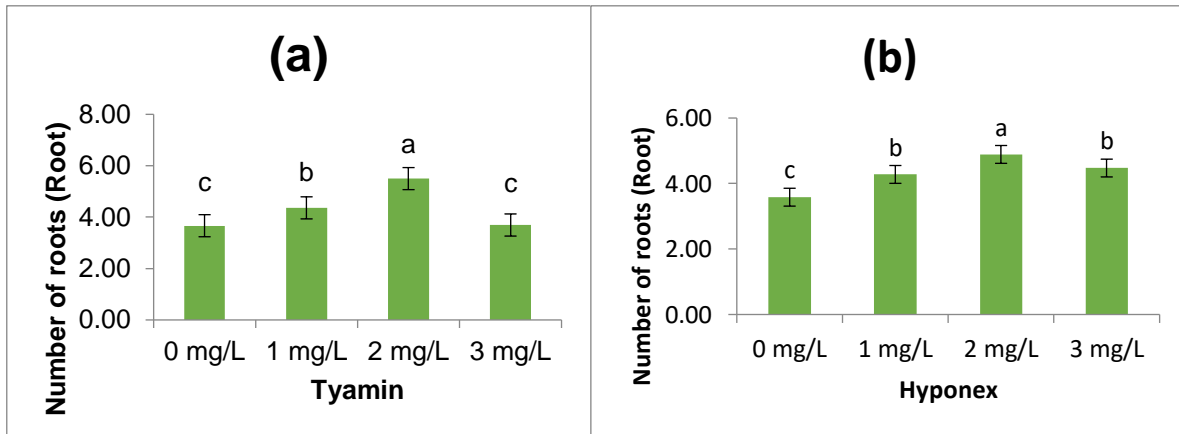 (a)
Number of roots (Root)
8.00
6.00
4.00
2.00
0.00
c
b
a
c
0 mg/L 1 mg/L 2 mg/L 3 mg/L
Tyamin
(b)
Number of roots (Root)
6.00
4.00
2.00
0.00
c
b
a
b
0 mg/L 1 mg/L 2 mg/L 3 mg/L
Hyponex